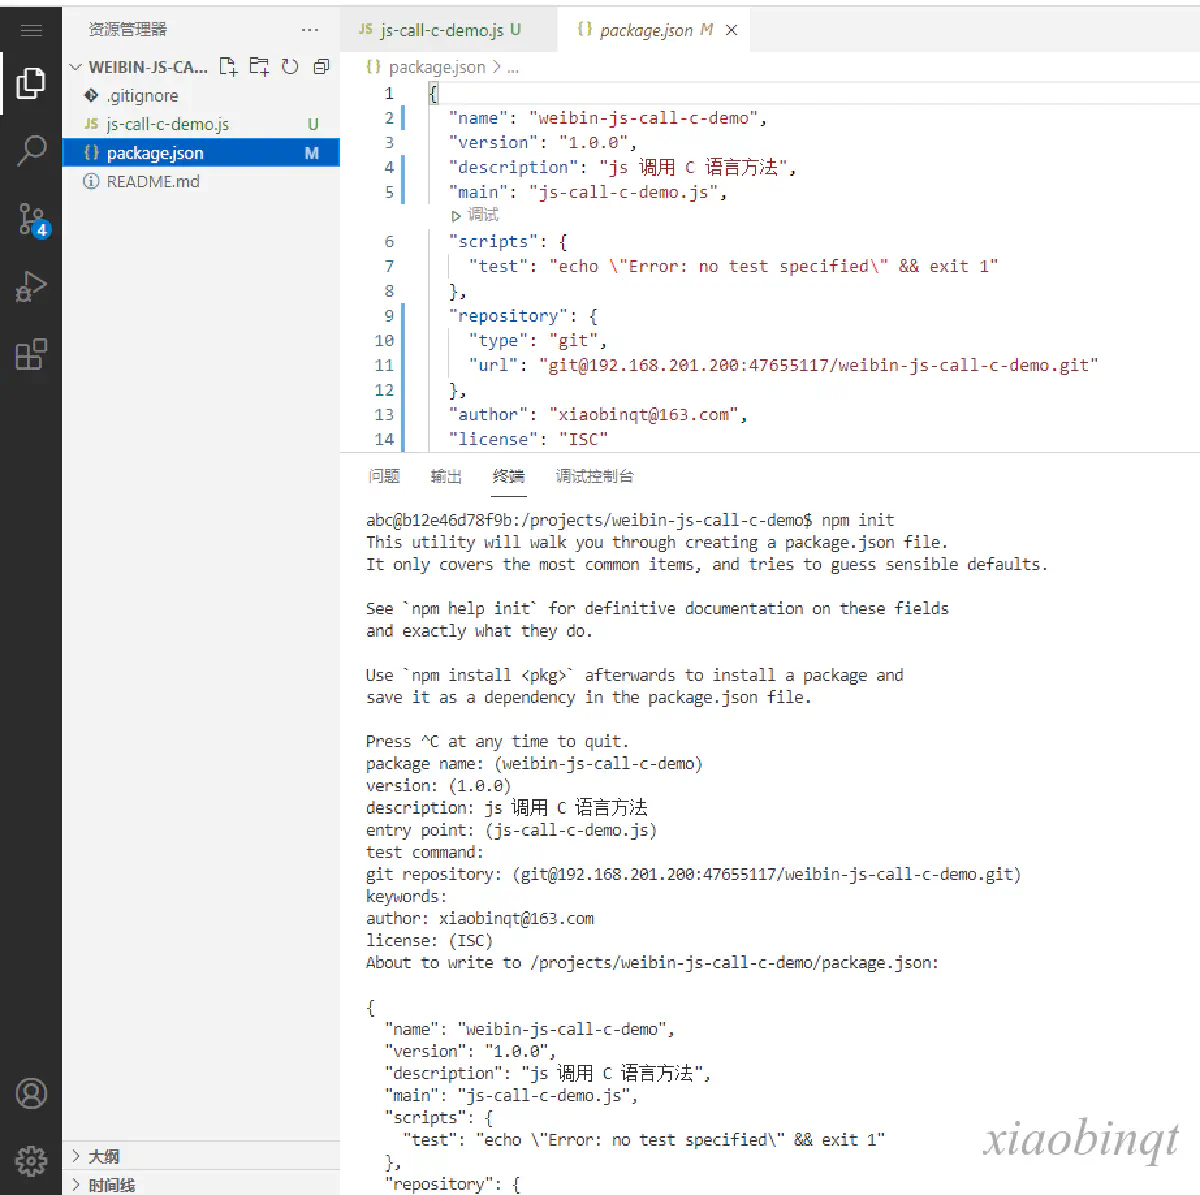 资源管理器
WEIBIN-JS-CA...
.gitignore
JS js-call-c-demo.js U
{} package.json M
README.md
4
大纲
时间线
JS js-call-c-demo.js U
{} package.json M
{} package.json > ...
1 {
2 "name": "weibin-js-call-c-demo",
3 "version": "1.0.0",
4 "description": "js 调用 C 语言方法",
5 "main": "js-call-c-demo.js",
调试
6 "scripts": {
7 "test": "echo \"Error: no test specified\" && exit 1"
8 },
9 "repository": {
10 "type": "git",
11 "url": "git@192.168.201.200:47655117/weibin-js-call-c-demo.git"
12 },
13 "author": "xiaobinqt@163.com",
14 "license": "ISC"
问题 输出 终端 调试控制台
abc@b12e46d78f9b:/projects/weibin-js-call-c-demo$ npm init
This utility will walk you through creating a package.json file.
It only covers the most common items, and tries to guess sensible defaults.
See `npm help init` for definitive documentation on these fields
and exactly what they do.
Use `npm install <pkg>` afterwards to install a package and
save it as a dependency in the package.json file.
Press ^C at any time to quit.
package name: (weibin-js-call-c-demo)
version: (1.0.0)
description: js 调用 C 语言方法
entry point: (js-call-c-demo.js)
test command:
git repository: (git@192.168.201.200:47655117/weibin-js-call-c-demo.git)
keywords:
author: xiaobinqt@163.com
license: (ISC)
About to write to /projects/weibin-js-call-c-demo/package.json:
{
"name": "weibin-js-call-c-demo",
"version": "1.0.0",
"description": "js 调用 C 语言方法",
"main": "js-call-c-demo.js",
"scripts": {
"test": "echo \"Error: no test specified\" && exit 1"
},
"repository": {
xiaobinqt